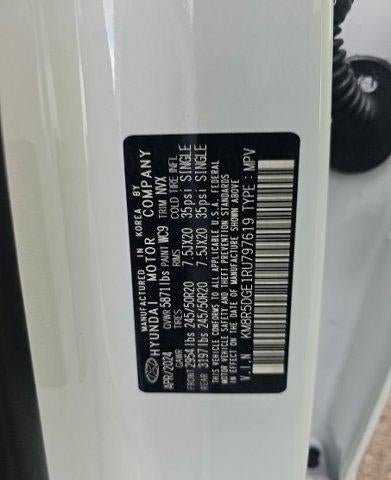 MANUFACTURED IN KOREA BY
HYUNDAI MOTOR COMPANY
APR/2024 GVWR 5871lbs PAINT WC9 TRIM NVX
GAWR TIRES RMS COLD TIRE INFL
FRONT 2954lbs 245/50R20 7.5JX20 35psi SINGLE
REAR 3197lbs 245/50R20 7.5JX20 35psi SINGLE
THIS VEHICLE CONFORMS TO ALL APPLICABLE U.S. FEDERAL
MOTOR VEHICLE SAFETY, BUMPER, AND THEFT PREVENTION STANDARDS
IN EFFECT ON THE DATE OF MANUFACTURE SHOWN ABOVE.
V.I.N : KM8R5DGE1RU797619 TYPE : MPV